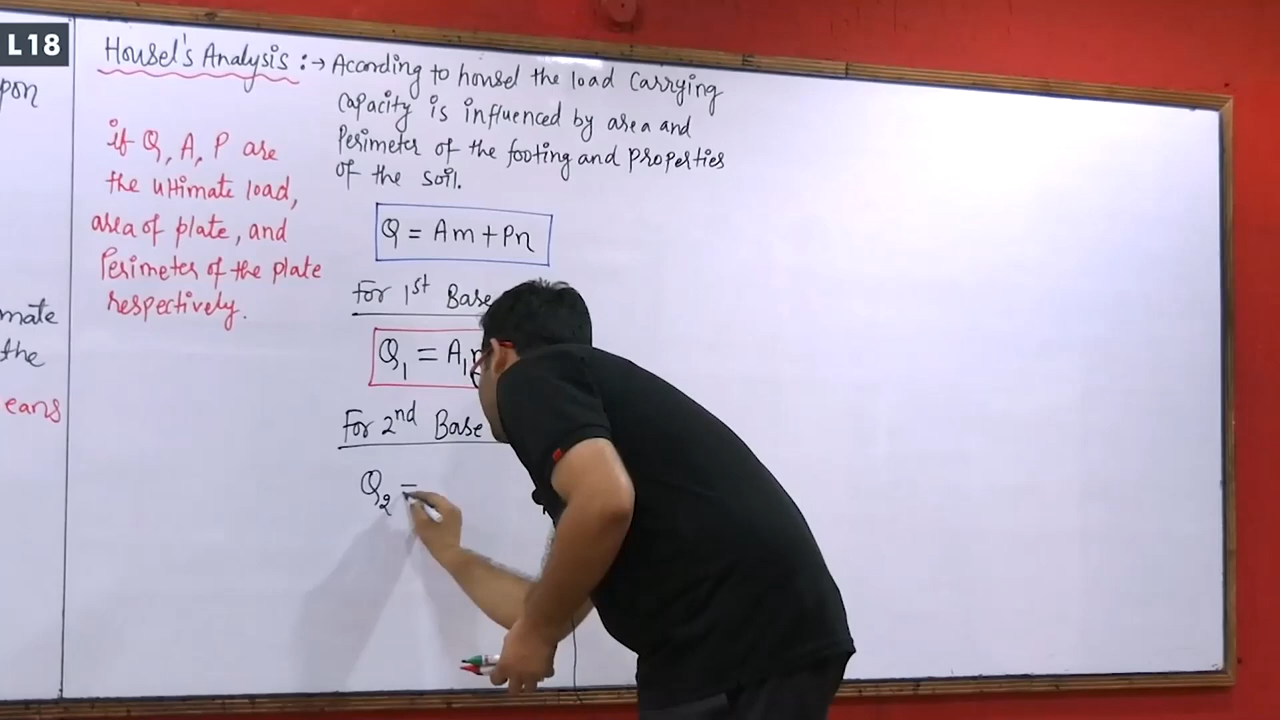 L18
pon
mate
the
eans
Housel's Analysis :→ According to housel the load carrying
capacity is influenced by area and
Perimeter of the footing and properties
of the soil.
if Q, A, P are
the ultimate load,
area of plate, and
Perimeter of the plate
respectively.
Q = Am + Pn
For 1st Base
Q1 = A1
For 2nd Base
Q2 =